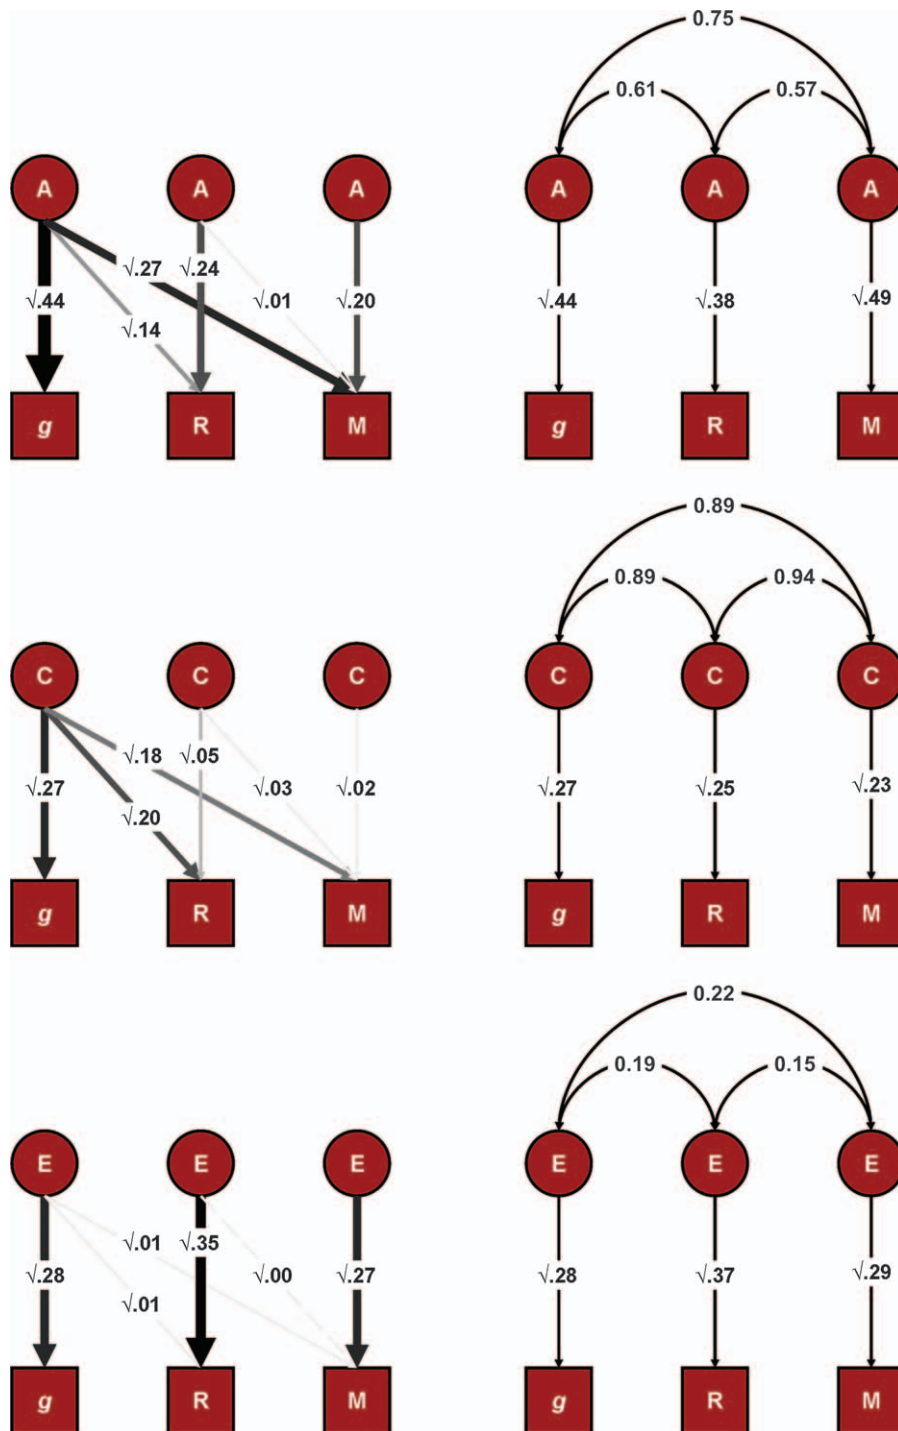 0.75
0.61 0.57
A A A A A A
√.27 √.24
√.44 √.01 √.20 √.44 √.38 √.49
√.14
g R M g R M
0.89
0.89 0.94
C C C C C C
√.18 √.05
√.27 √.03 √.02 √.27 √.25 √.23
√.20
g R M g R M
0.22
0.19 0.15
E E E E E E
√.01 √.35
√.28 √.00 √.27 √.28 √.37 √.29
√.01
g R M g R M